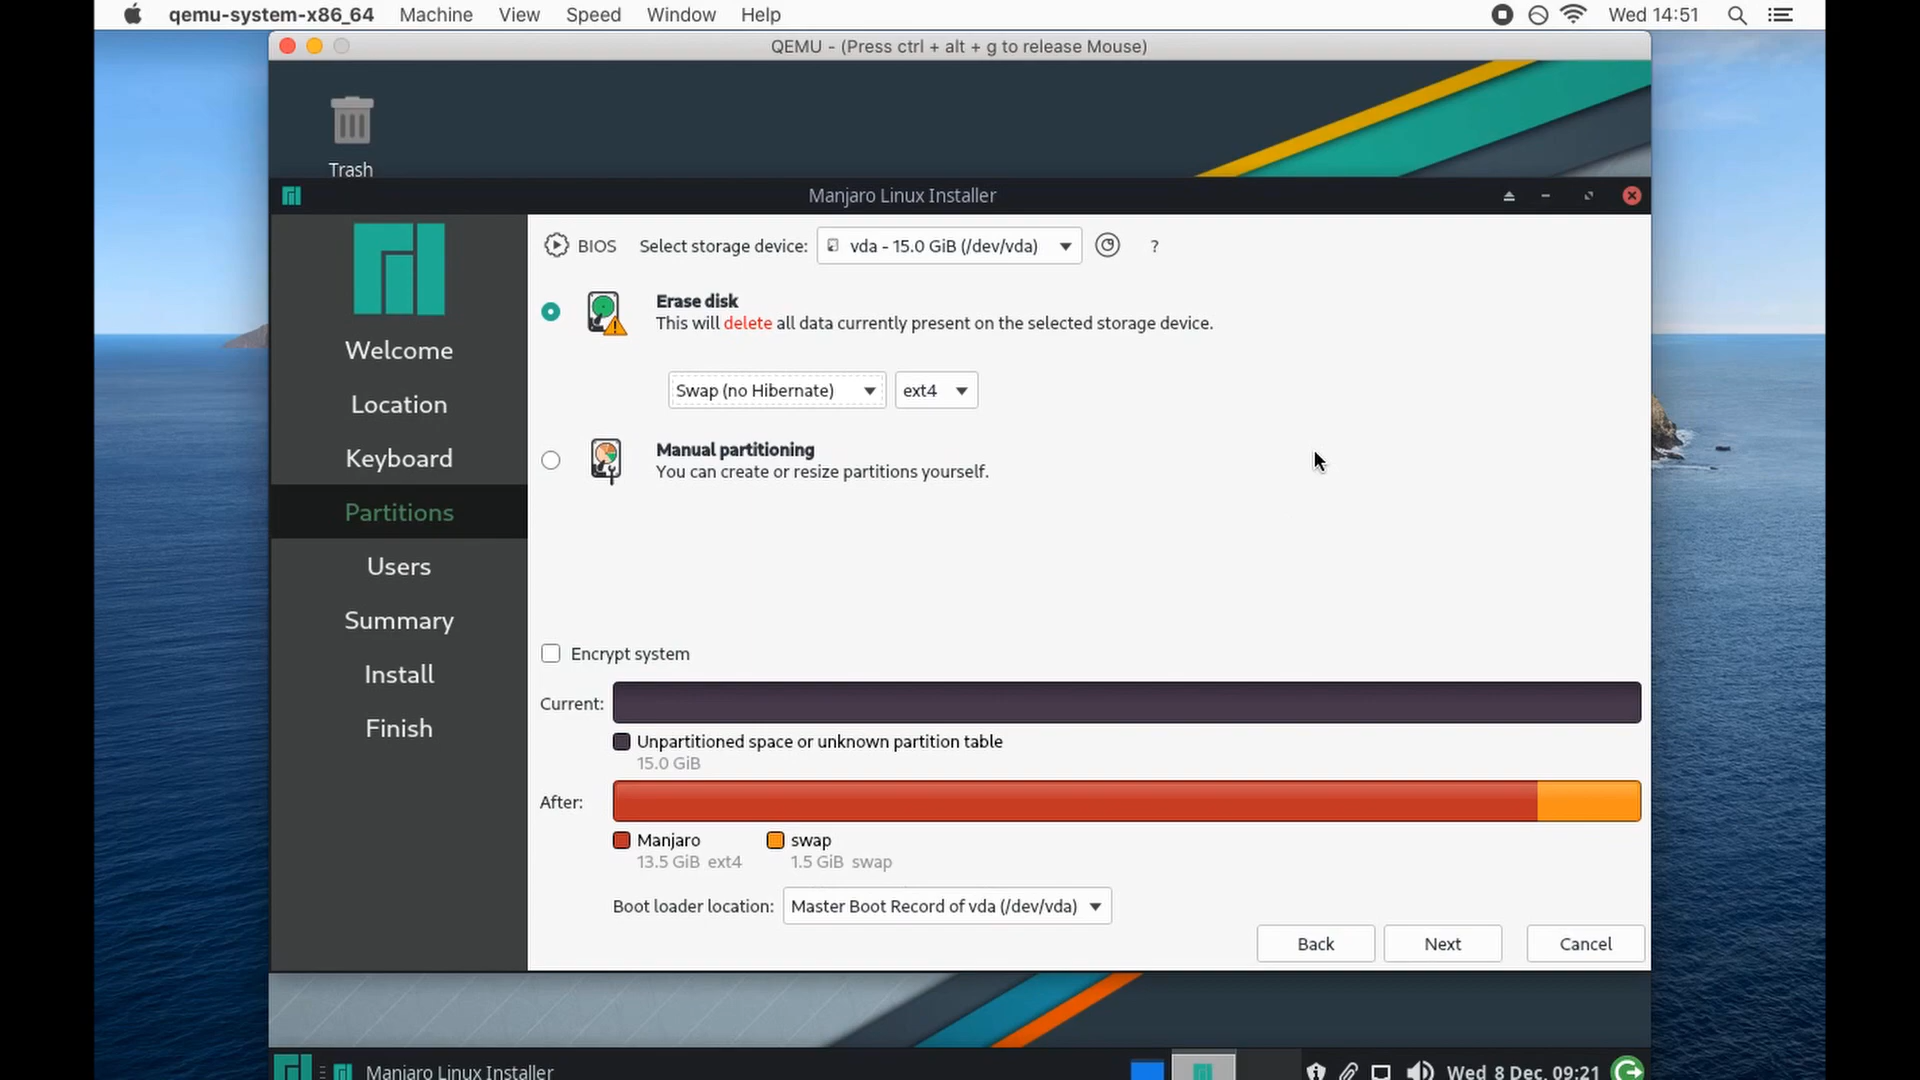 qemu-system-x86_64 Machine View Speed Window Help Wed 14:51
QEMU - (Press ctrl + alt + g to release Mouse)
Trash
Manjaro Linux Installer
BIOS Select storage device: vda - 15.0 GiB (/dev/vda) ?
Erase disk
This will delete all data currently present on the selected storage device.
Swap (no Hibernate) ext4
Manual partitioning
You can create or resize partitions yourself.
Welcome
Location
Keyboard
Partitions
Users
Summary
Install
Finish
Encrypt system
Current:
Unpartitioned space or unknown partition table
15.0 GiB
After:
Manjaro swap
13.5 GiB ext4 1.5 GiB swap
Boot loader location: Master Boot Record of vda (/dev/vda)
Back Next Cancel
Manjaro Linux Installer Wed 8 Dec, 09:21